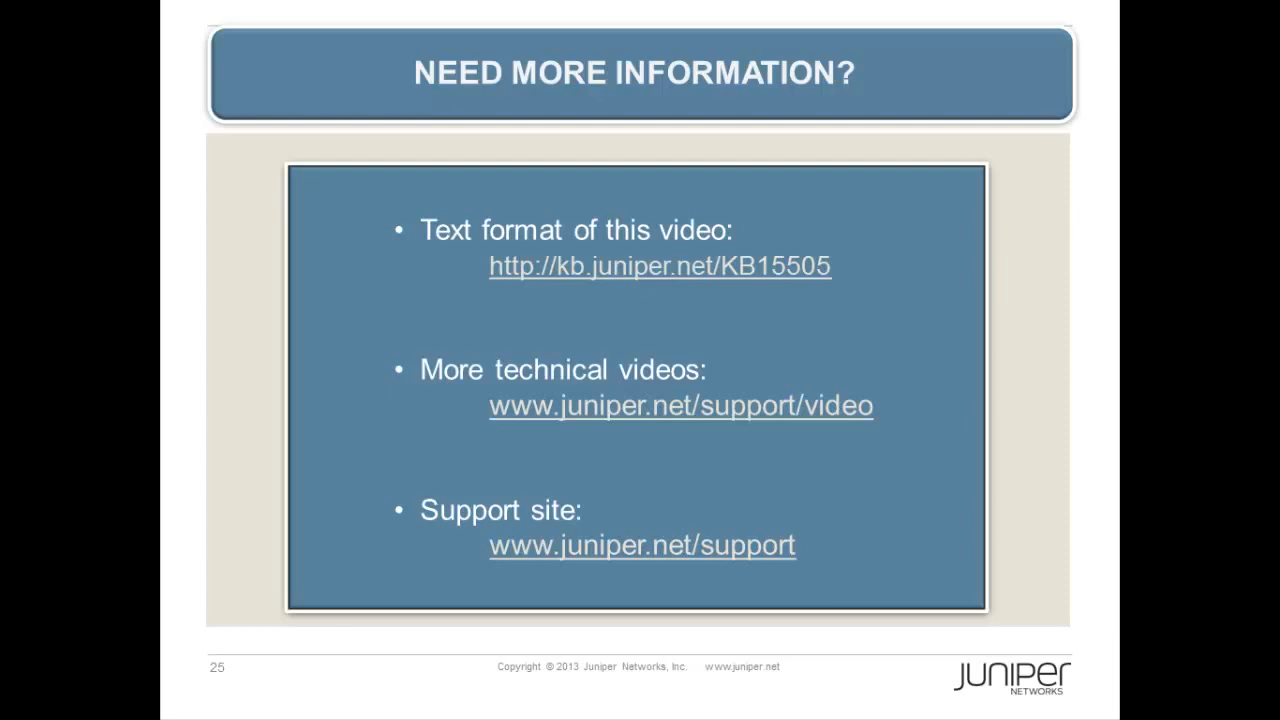 NEED MORE INFORMATION?
• Text format of this video:
http://kb.juniper.net/KB15505
• More technical videos:
www.juniper.net/support/video
• Support site:
www.juniper.net/support
25
Copyright © 2013 Juniper Networks, Inc. www.juniper.net
JUNIPER
NETWORKS